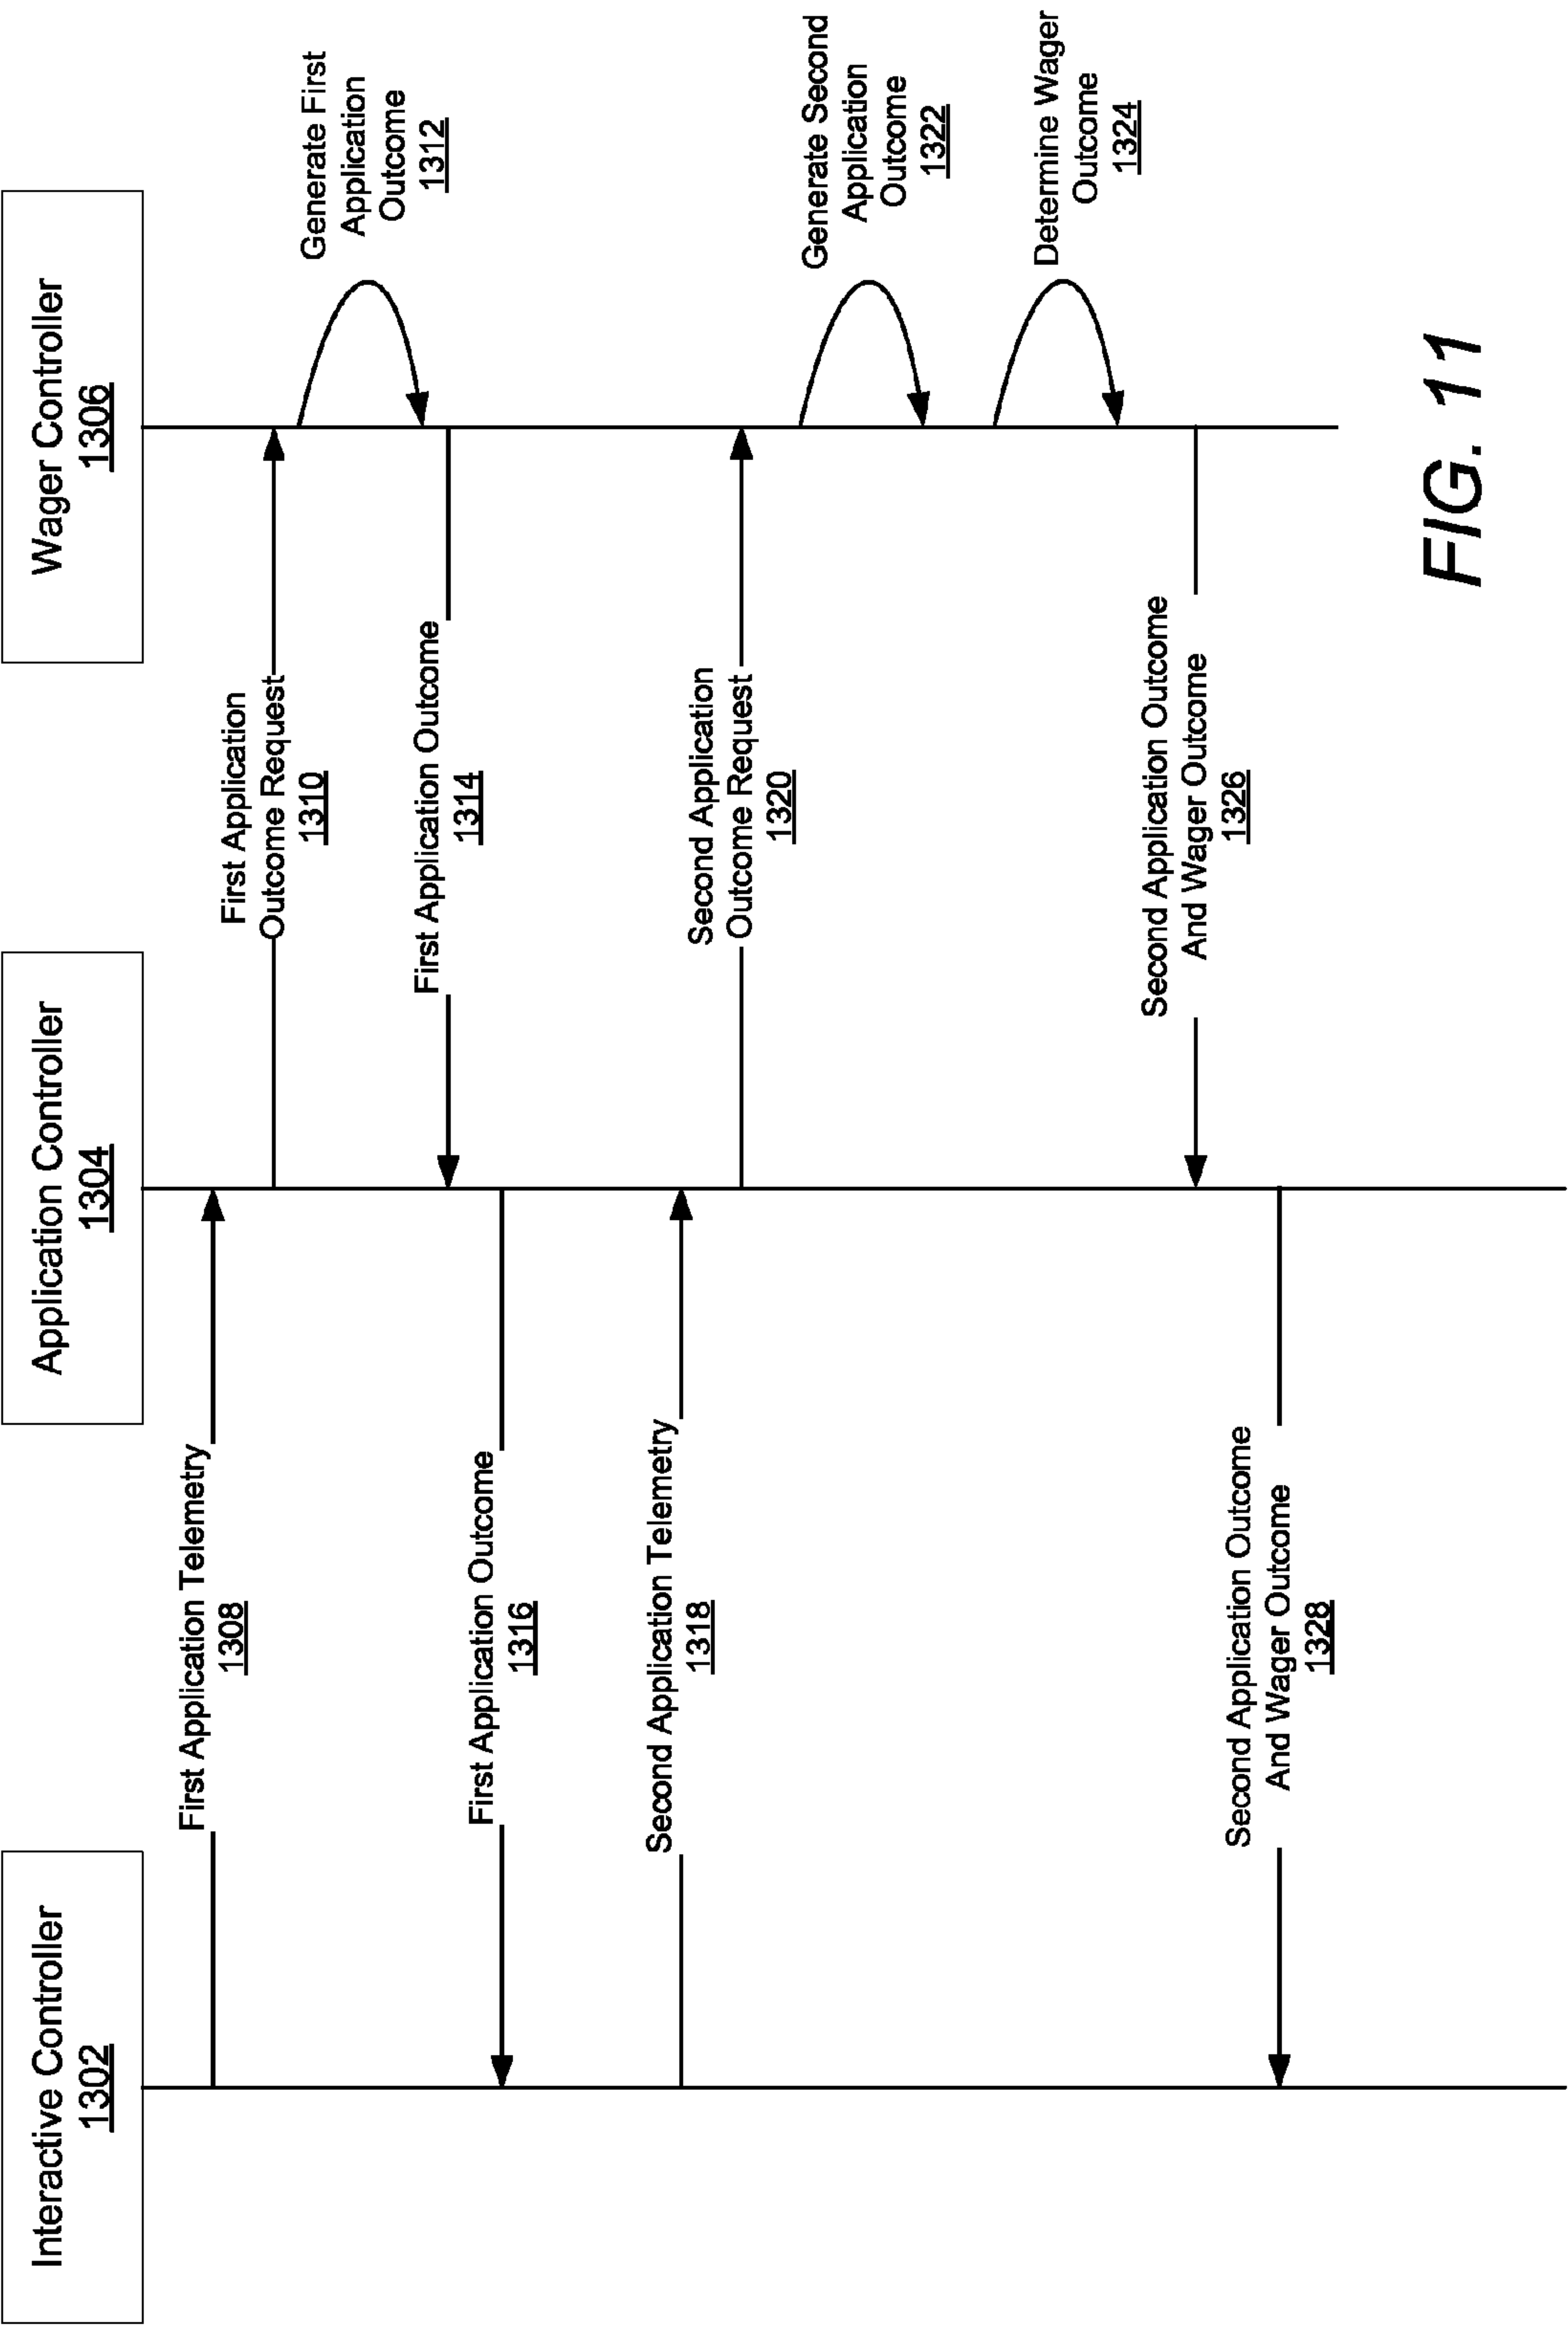 Interactive Controller
1302
Application Controller
1304
Wager Controller
1306
First Application Telemetry
1308
First Application
Outcome Request
1310
Generate First
Application
Outcome
1312
First Application Outcome
1314
First Application Outcome
1316
Second Application Telemetry
1318
Second Application
Outcome Request
1320
Generate Second
Application
Outcome
1322
Determine Wager
Outcome
1324
Second Application Outcome
And Wager Outcome
1326
Second Application Outcome
And Wager Outcome
1328
FIG. 11